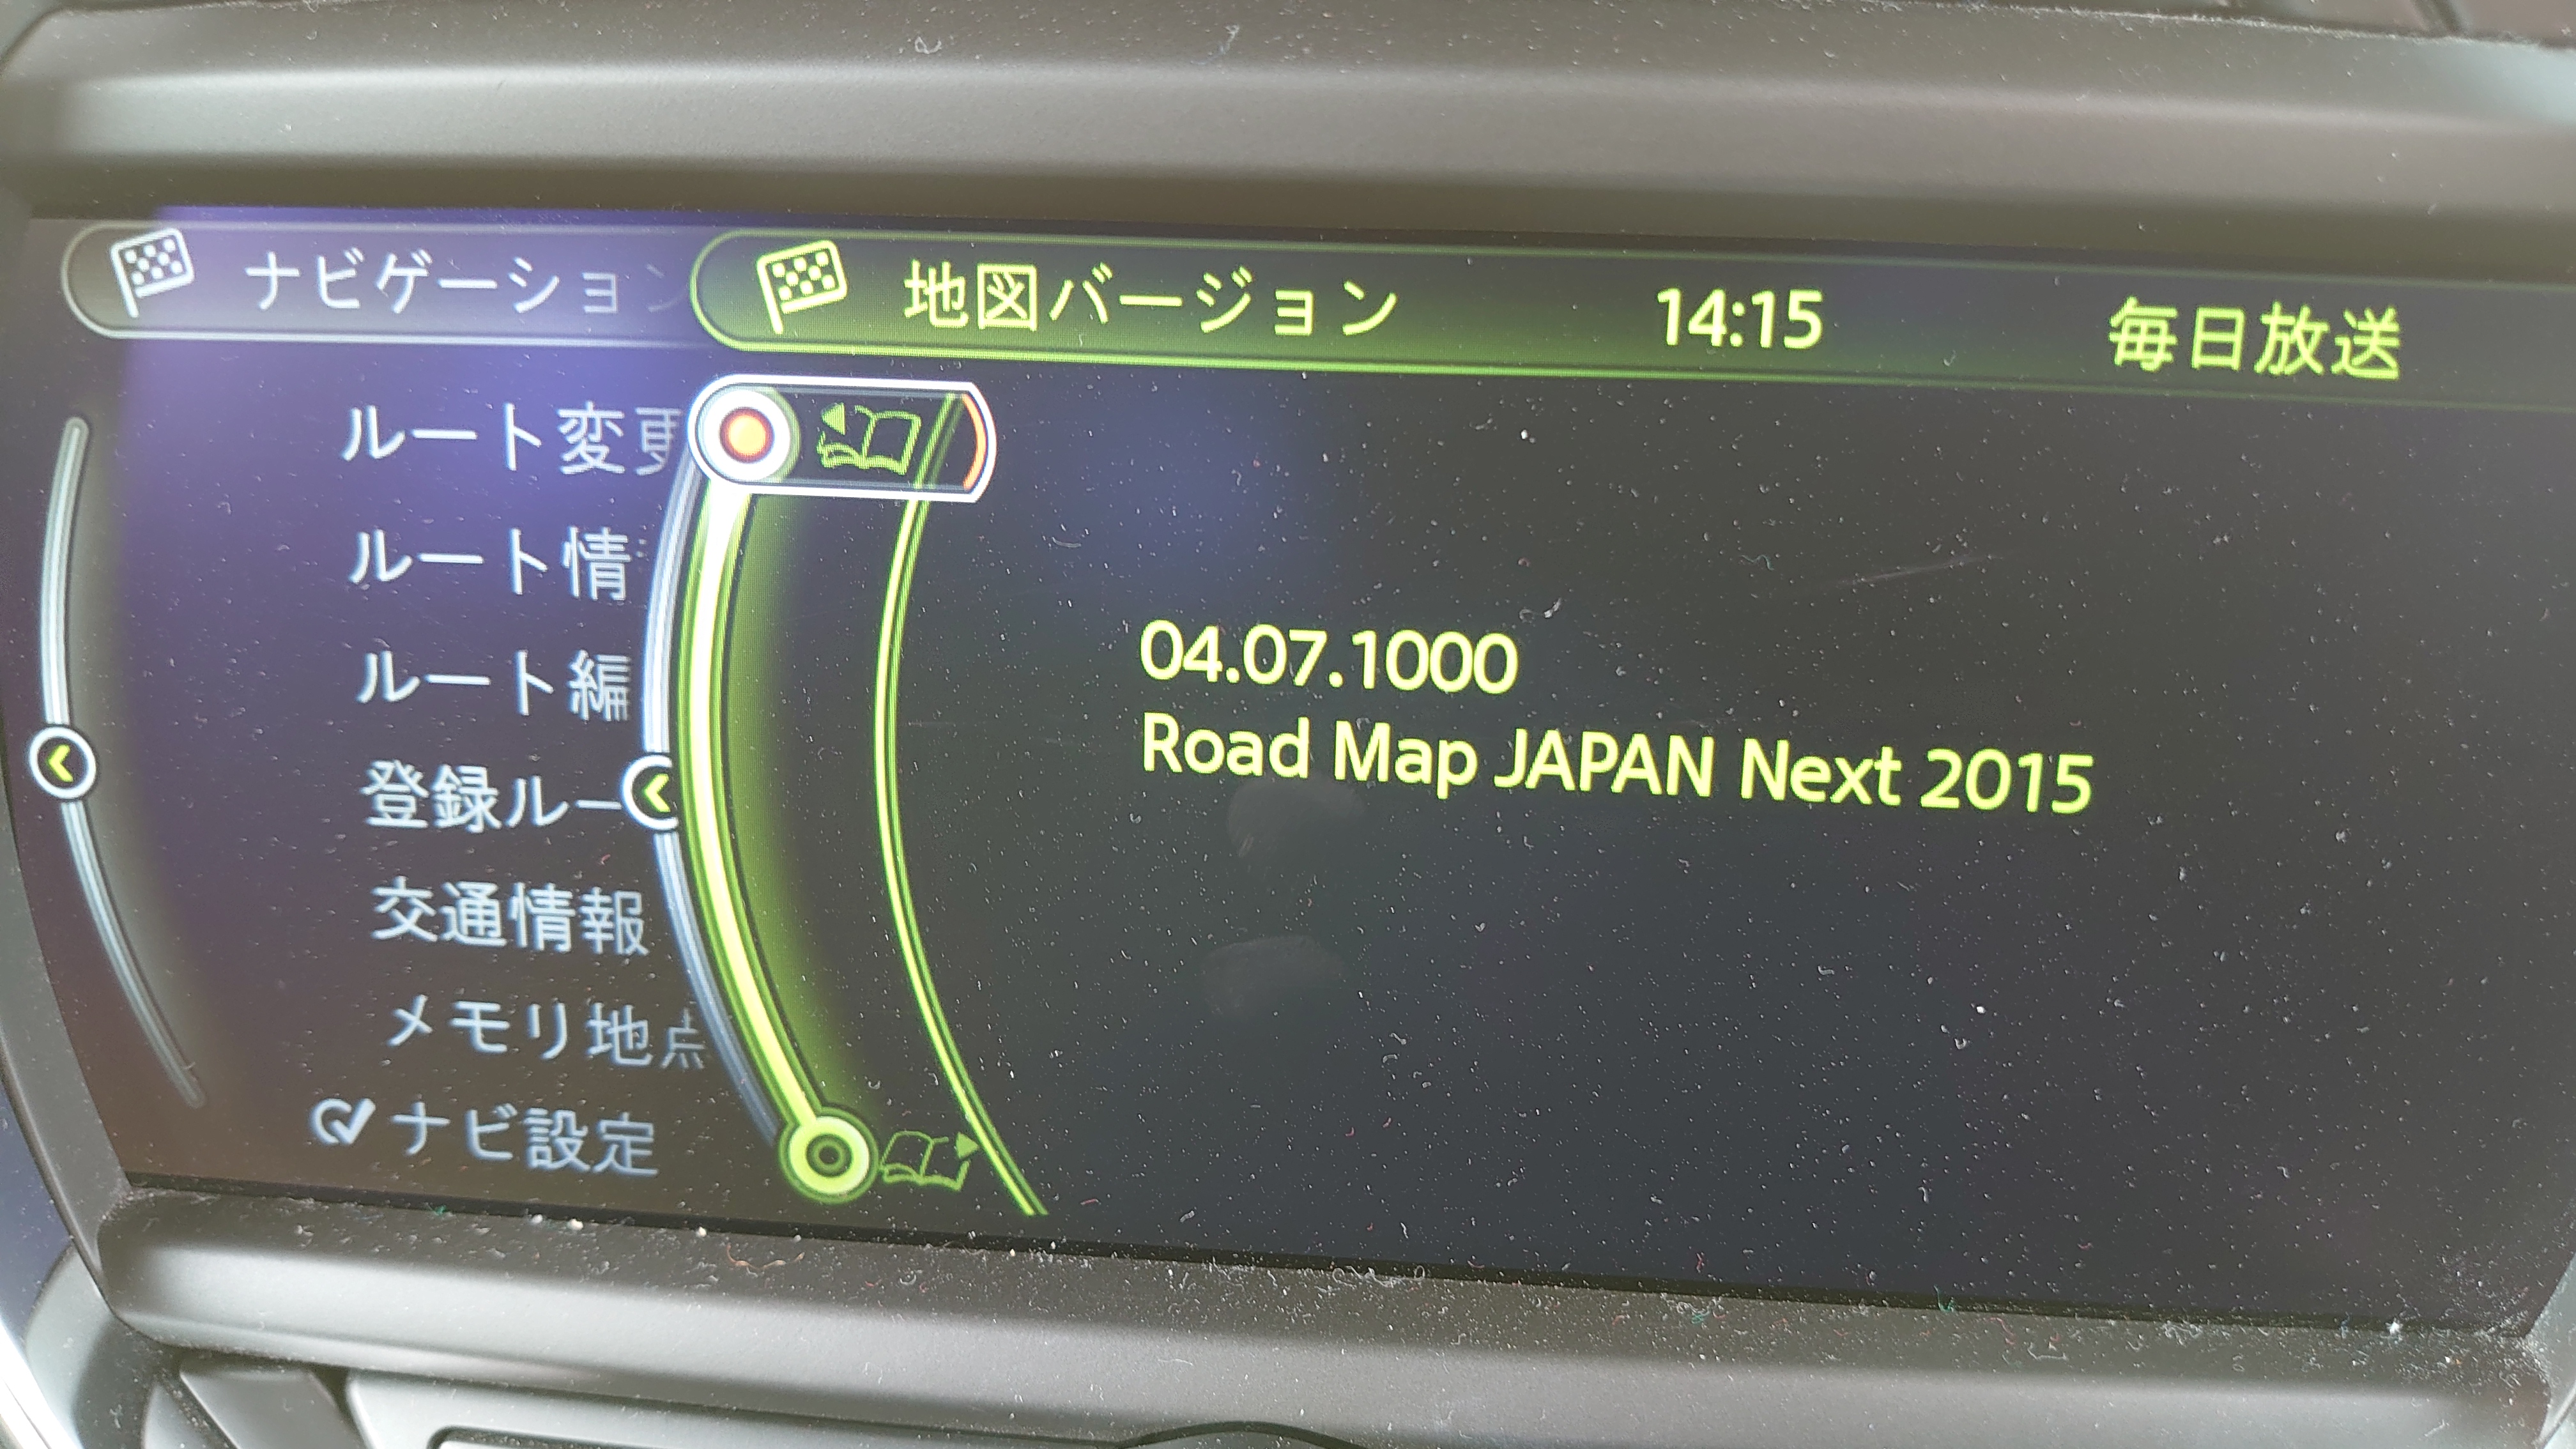 ナビゲーション
地図バージョン
14:15
毎日放送
ルート変更
ルート情
ルート編
登録ルー
交通情報
メモリ地点
ナビ設定
04.07.1000
Road Map JAPAN Next 2015